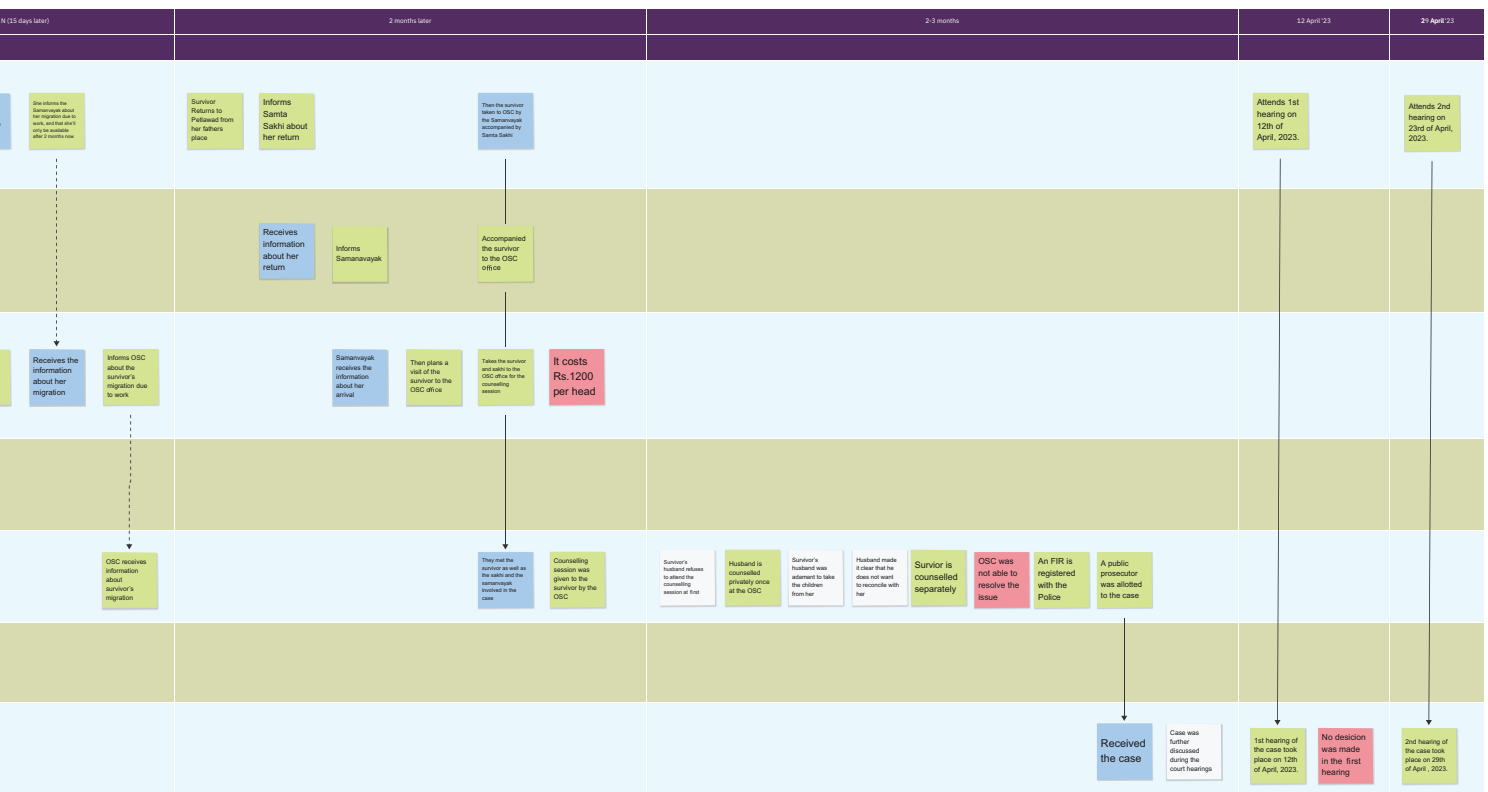 N (15 days later)
2 months later
2-3 months
12 April '23
29 April '23
She informs the
Samanvayak about
her migration due to
work, and that she'll
only be available
after 2 months now
Survivor
Returns to
Petlawad from
her fathers
place
Informs
Samta
Sakhi about
her return
Then the survivor
taken to OSC by
the Samanvayak
accompanied by
Samta Sakhi
Attends 1st
hearing on
12th of
April, 2023.
Attends 2nd
hearing on
23rd of April,
2023.
Receives
information
about her
return
Informs
Samanavayak
Accompanied
the survivor
to the OSC
office
Receives the
information
about her
migration
Informs OSC
about the
survivor's
migration due
to work
Samanvayak
receives the
information
about her
arrival
Then plans a
visit of the
survivor to the
OSC office
Takes the survivor
and sakhi to the
OSC office for the
counselling
session
It costs
Rs.1200
per head
OSC receives
information
about
survivor's
migration
They met the
survivor as well as
the sakhi and the
samanvayak
involved in the
case
Counselling
session was
given to the
survivor by the
OSC
Survivor's
husband refuses
to attend the
counselling
session at first
Husband is
counselled
privately once
at the OSC
Survivor's
husband was
adamant to take
the children
from her
Husband made
it clear that he
does not want
to reconcile with
her
Survior is
counselled
separately
OSC was
not able to
resolve the
issue
An FIR is
registered
with the
Police
A public
prosecutor
was allotted
to the case
Received
the case
Case was
further
discussed
during the
court hearings
1st hearing of
the case took
place on 12th
of April, 2023.
No desicion
was made
in the first
hearing
2nd hearing of
the case took
place on 29th
of April , 2023.